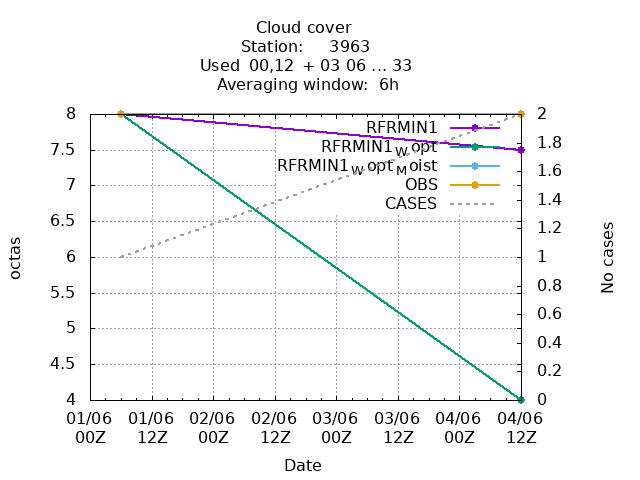 Cloud cover
Station: 3963
Used 00,12 + 03 06 ... 33
Averaging window: 6h
8 2
RFRMIN1
1.8
RFRMIN1wopt
7.5
RFRMIN1woptMoist
1.6
7 OBS 1.4
CASES
6.5 1.2
6 1
octas
No cases
5.5 0.8
5 0.6
4.5 0.4
0.2
4 0
01/06 01/06 02/06 02/06 03/06 03/06 04/06 04/06
00Z 12Z 00Z 12Z 00Z 12Z 00Z 12Z
Date